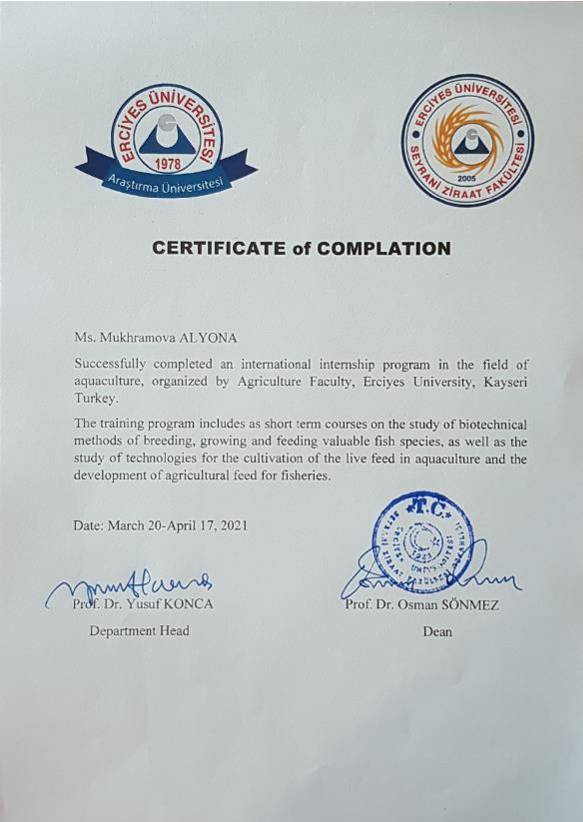 ERCİYES ÜNİVERSİTESİ
1978
Araştırma Üniversitesi
ERCİYES ÜNİVERSİTESİ
SEYRANİ ZİRAAT FAKÜLTESİ
2005
CERTIFICATE of COMPLATION
Ms. Mukhramova ALYONA
Successfully completed an international internship program in the field of
aquaculture, organized by Agriculture Faculty, Erciyes University, Kayseri
Turkey.
The training program includes as short term courses on the study of biotechnical
methods of breeding, growing and feeding valuable fish species, as well as the
study of technologies for the cultivation of the live feed in aquaculture and the
development of agricultural feed for fisheries.
Date: March 20-April 17, 2021
T.C.
Prof. Dr. Yusuf KONCA
Prof. Dr. Osman SÖNMEZ
Department Head
Dean